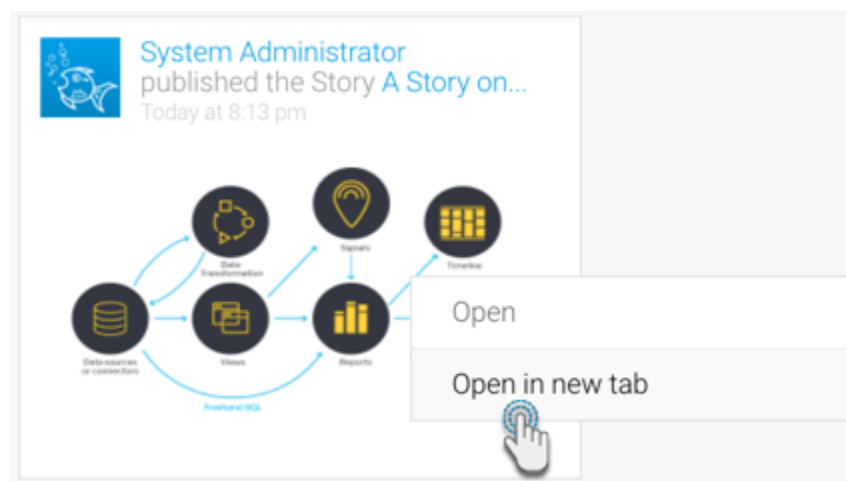 System Administrator
published the Story A Story on...
Today at 8:13 pm
Data
Transformation
Signals
Timeline
Data sources
or connectors
Views
Reports
Freehand SQL
Open
Open in new tab